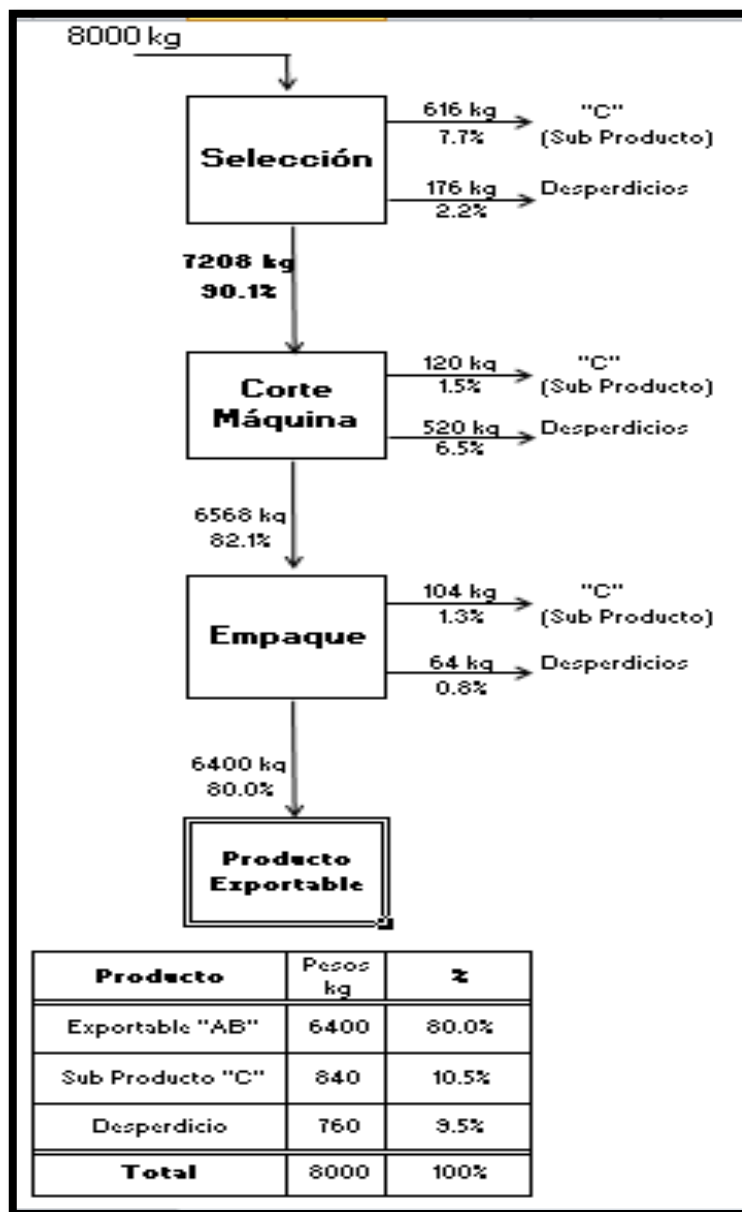 8000 kg
Selección
616 kg
7.7%
"C"
(Sub Producto)
176 kg
2.2%
Desperdicios
7208 kg
90.1%
Corte
Máquina
120 kg
1.5%
"C"
(Sub Producto)
520 kg
6.5%
Desperdicios
6568 kg
82.1%
Empaque
104 kg
1.3%
"C"
(Sub Producto)
64 kg
0.8%
Desperdicios
6400 kg
80.0%
Producto
Exportable
Producto Pesos kg %
Exportable "AB" 6400 80.0%
Sub Producto "C" 840 10.5%
Desperdicio 760 9.5%
Total 8000 100%